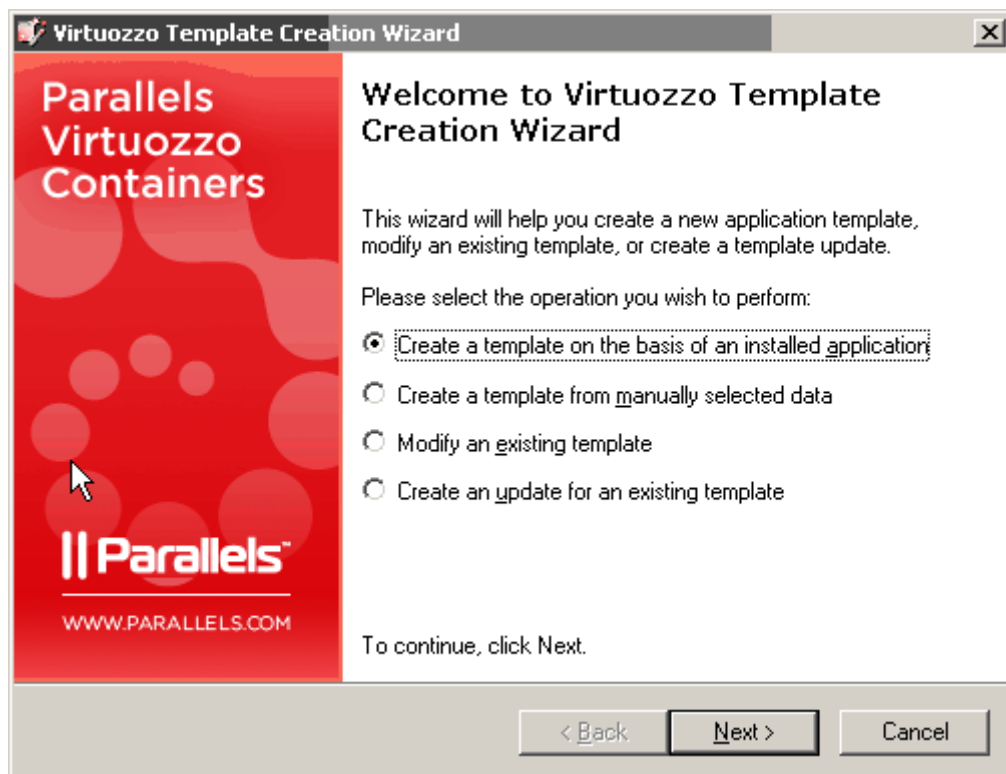 Virtuozzo Template Creation Wizard
Parallels
Virtuozzo
Containers
Parallels™
WWW.PARALLELS.COM
Welcome to Virtuozzo Template
Creation Wizard
This wizard will help you create a new application template,
modify an existing template, or create a template update.
Please select the operation you wish to perform:
Create a template on the basis of an installed application
Create a template from manually selected data
Modify an existing template
Create an update for an existing template
To continue, click Next.
< Back
Next >
Cancel